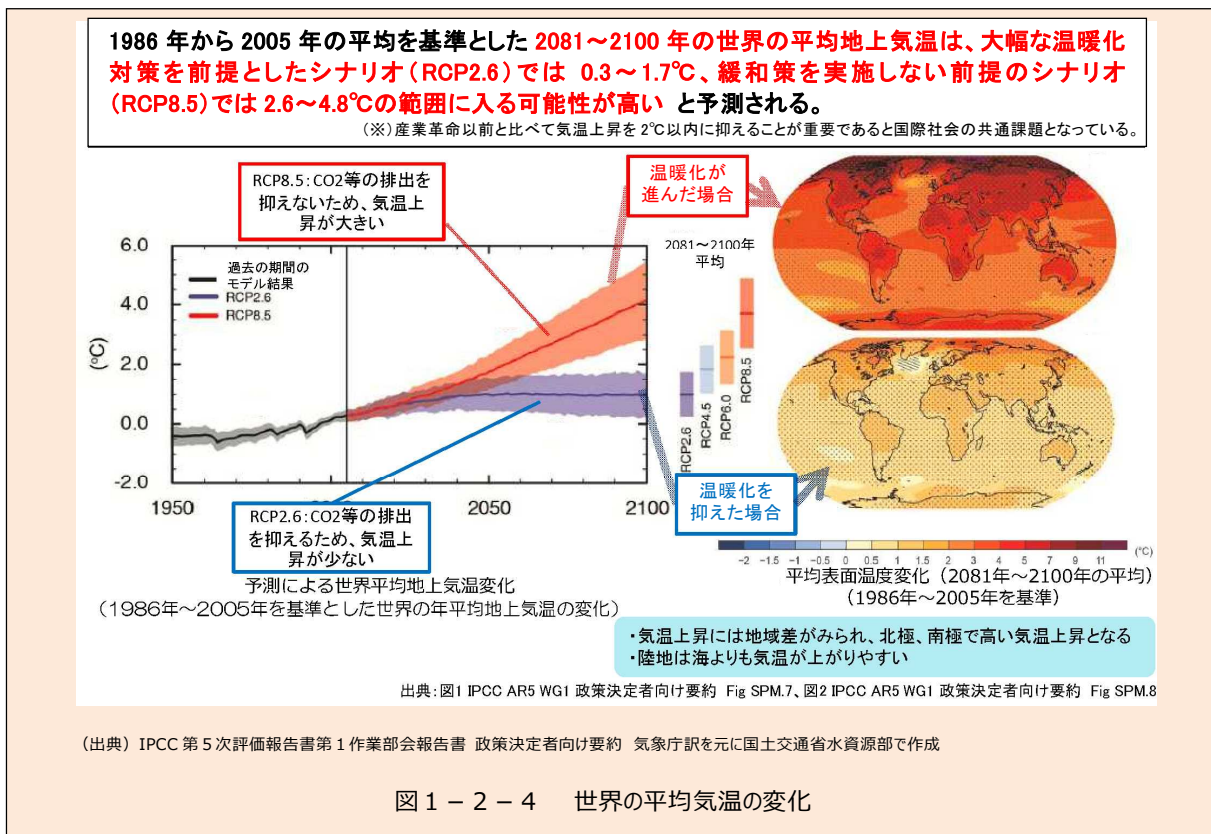 1986 年から 2005 年の平均を基準とした 2081～2100 年の世界の平均地上気温は、大幅な温暖化
対策を前提としたシナリオ（RCP2.6）では 0.3～1.7℃、緩和策を実施しない前提のシナリオ
（RCP8.5）では 2.6～4.8℃の範囲に入る可能性が高い と予測される。
（※）産業革命以前と比べて気温上昇を 2℃以内に抑えることが重要であると国際社会の共通課題となっている。
RCP8.5：CO2等の排出を
抑えないため、気温上
昇が大きい
温暖化が
進んだ場合
2081～2100年
平均
6.0
4.0
2.0
0.0
-2.0
(°C)
過去の期間の
モデル結果
RCP2.6
RCP8.5
1950
2050
2100
RCP2.6
RCP4.5
RCP6.0
RCP8.5
RCP2.6：CO2等の排出
を抑えるため、気温上
昇が少ない
温暖化を
抑えた場合
予測による世界平均地上気温変化
（1986年～2005年を基準とした世界の年平均地上気温の変化）
-2 -1.5 -1 -0.5 0 0.5 1 1.5 2 3 4 5 7 9 11 (°C)
平均表面温度変化（2081年～2100年の平均）
（1986年～2005年を基準）
・気温上昇には地域差がみられ、北極、南極で高い気温上昇となる
・陸地は海よりも気温が上がりやすい
出典：図1 IPCC AR5 WG1 政策決定者向け要約 Fig SPM.7、図2 IPCC AR5 WG1 政策決定者向け要約 Fig SPM.8
（出典）IPCC 第５次評価報告書第１作業部会報告書 政策決定者向け要約 気象庁訳を元に国土交通省水資源部で作成
図１－２－４ 世界の平均気温の変化